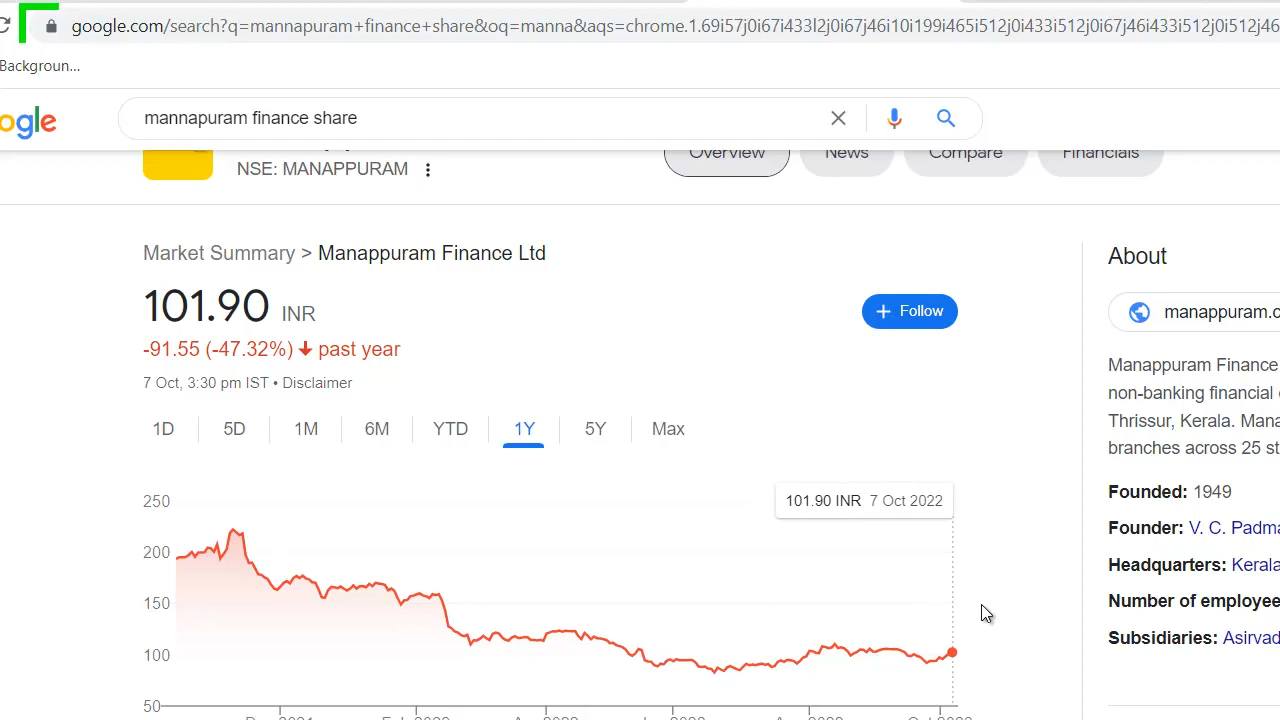 google.com/search?q=mannapuram+finance+share&oq=manna&aqs=chrome.1.69i57j0i67i433l2j0i67j46i10i199i465i512j0i433i512j0i67j46i433i512j0i512j46
Backgroun...
ogle
mannapuram finance share
NSE: MANAPPURAM
Overview
News
Compare
Financials
Market Summary > Manappuram Finance Ltd
101.90 INR
Follow
-91.55 (-47.32%) past year
7 Oct, 3:30 pm IST • Disclaimer
1D
5D
1M
6M
YTD
1Y
5Y
Max
250
200
150
100
50
101.90 INR 7 Oct 2022
About
manappuram.c
Manappuram Finance
non-banking financial
Thrissur, Kerala. Mana
branches across 25 st
Founded: 1949
Founder: V. C. Padma
Headquarters: Kerala
Number of employee
Subsidiaries: Asirvad